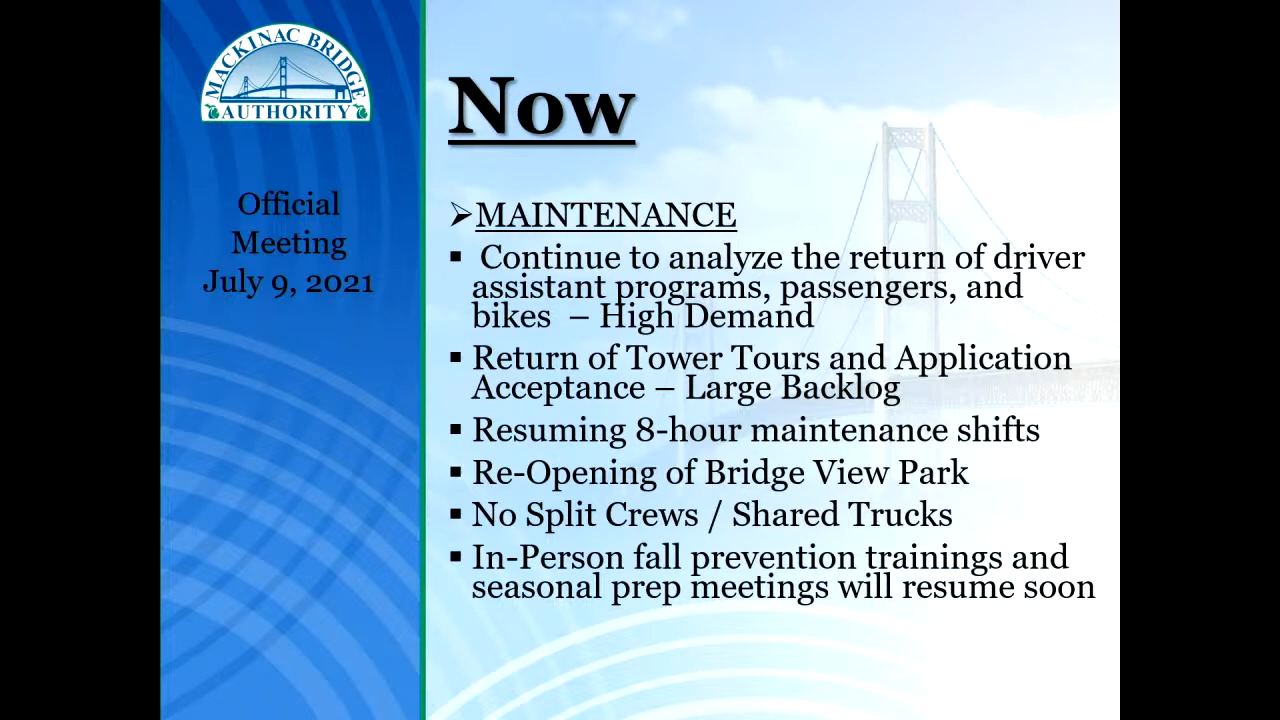 MACKINAC BRIDGE
AUTHORITY
Official
Meeting
July 9, 2021
Now
➢MAINTENANCE
▪ Continue to analyze the return of driver
assistant programs, passengers, and
bikes – High Demand
▪ Return of Tower Tours and Application
Acceptance – Large Backlog
▪ Resuming 8-hour maintenance shifts
▪ Re-Opening of Bridge View Park
▪ No Split Crews / Shared Trucks
▪ In-Person fall prevention trainings and
seasonal prep meetings will resume soon